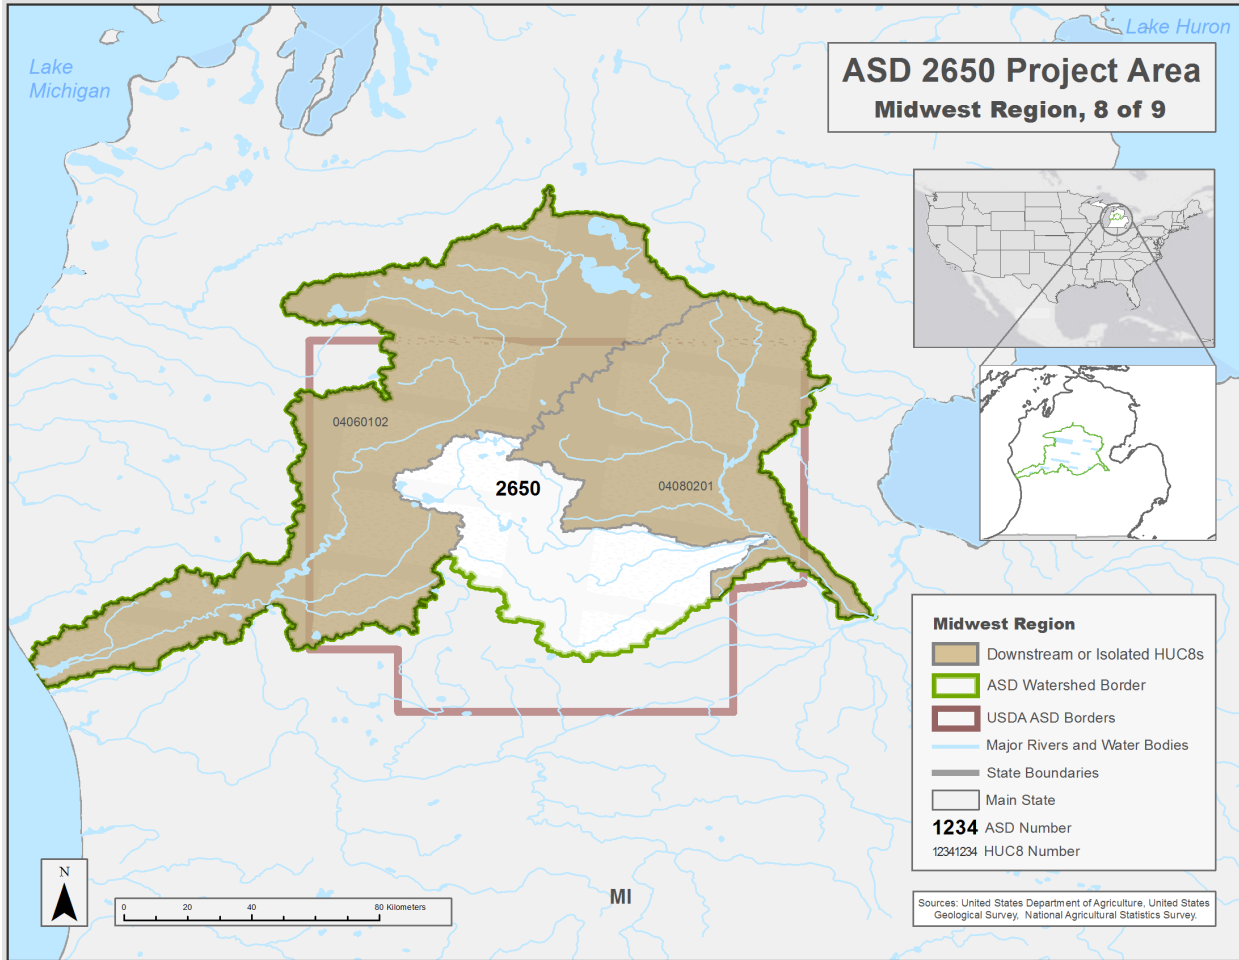 Lake Huron
Lake
Michigan
ASD 2650 Project Area
Midwest Region, 8 of 9
04060102
2650
04080201
Midwest Region
Downstream or Isolated HUC8s
ASD Watershed Border
USDA ASD Borders
Major Rivers and Water Bodies
State Boundaries
Main State
1234 ASD Number
12341234 HUC8 Number
N
0 20 40 80 Kilometers
MI
Sources: United States Department of Agriculture, United States
Geological Survey, National Agricultural Statistics Survey.